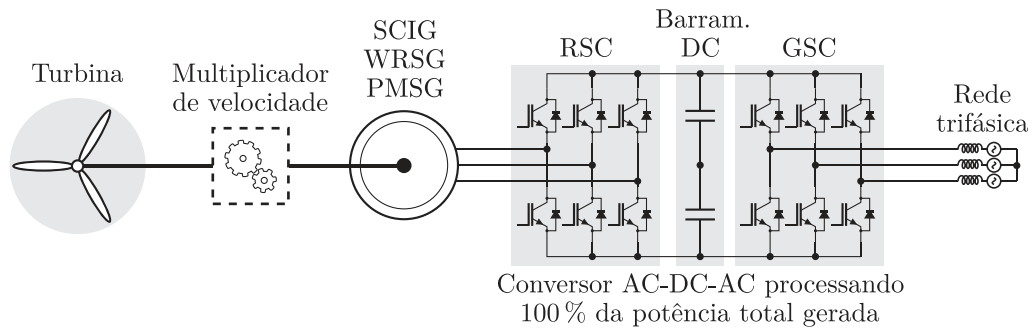 Turbina
Multiplicador
de velocidade
SCIG
WRSG
PMSG
RSC
Barram.
DC
GSC
Rede
trifásica
Conversor AC-DC-AC processando
100 % da potência total gerada